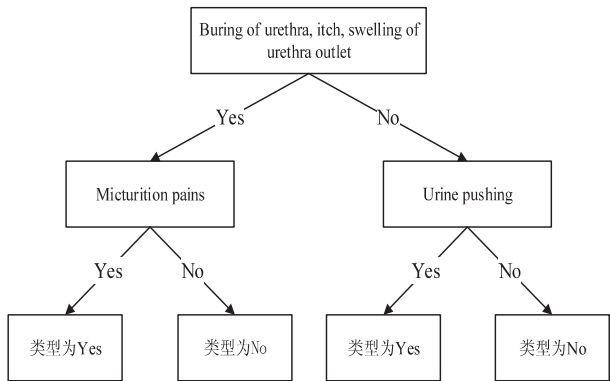 Buring of urethra, itch, swelling of
urethra outlet
Yes
No
Micturition pains
Urine pushing
Yes
No
Yes
No
类型为Yes
类型为No
类型为Yes
类型为No